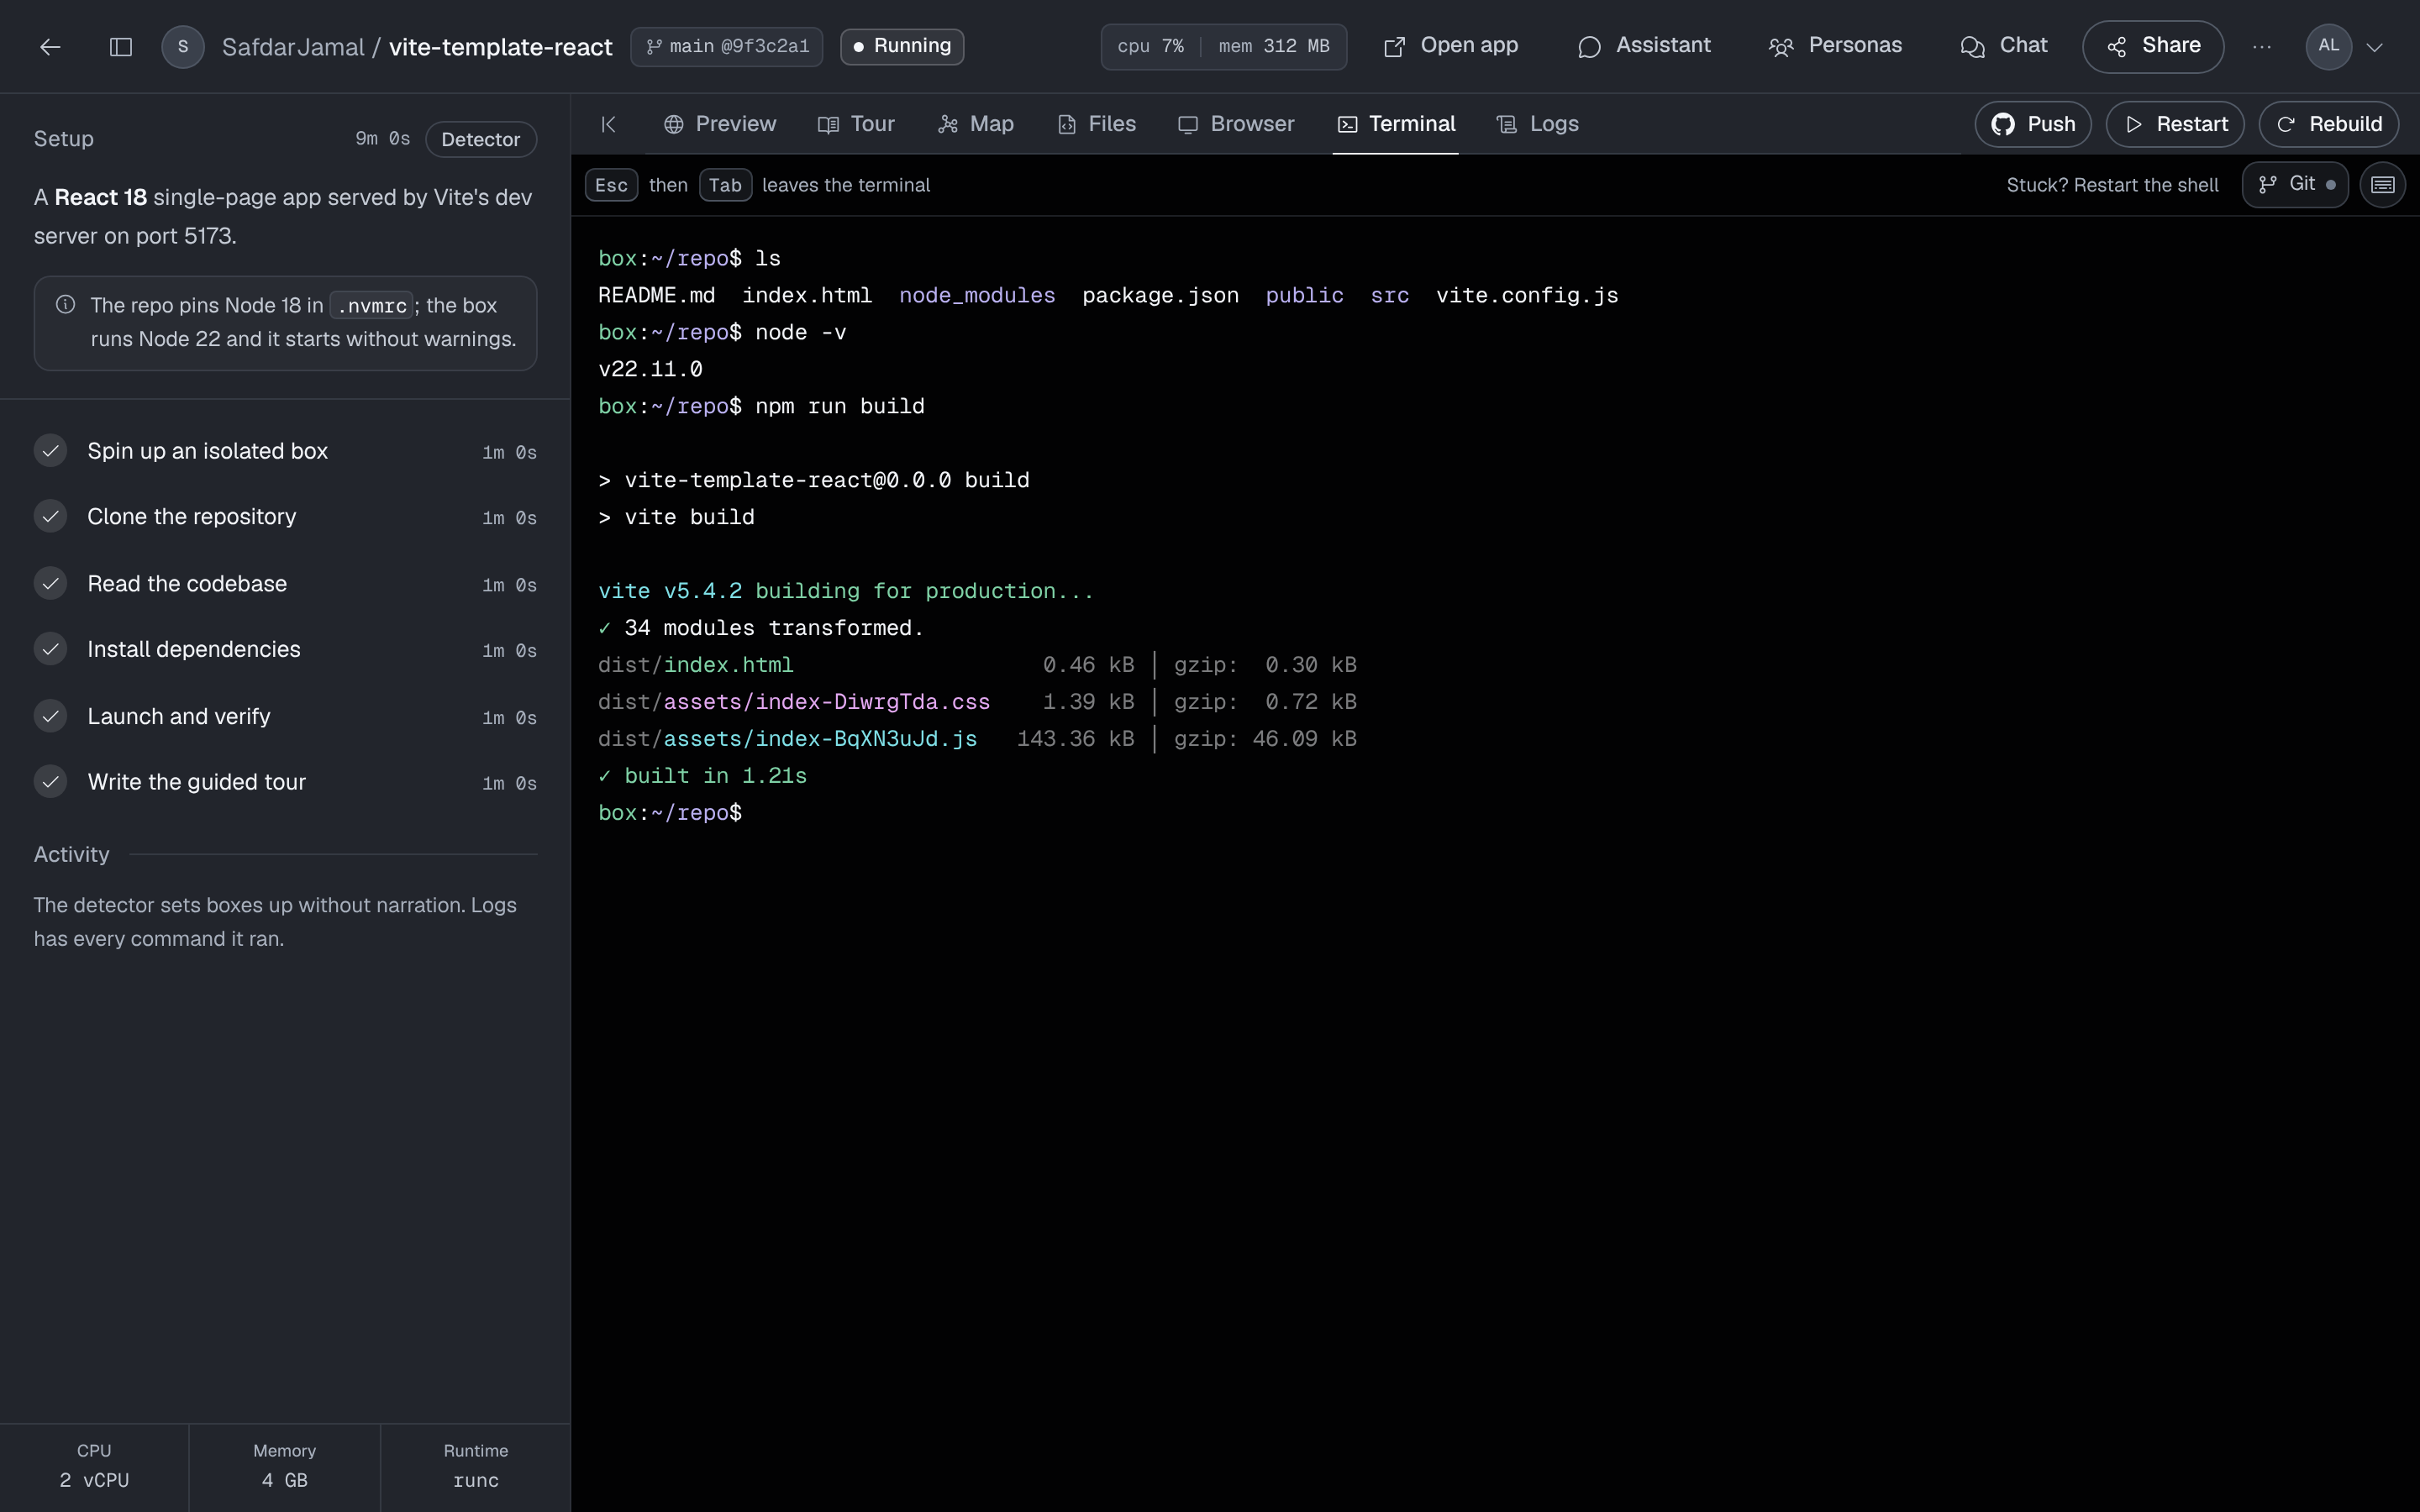 S SafdarJamal / vite-template-react main @9f3c2a1 Running cpu 7% mem 312 MB Open app Assistant Personas Chat Share ··· AL
Setup 9m 0s Detector
A React 18 single-page app served by Vite's dev
server on port 5173.
The repo pins Node 18 in .nvmrc; the box
runs Node 22 and it starts without warnings.
Spin up an isolated box 1m 0s
Clone the repository 1m 0s
Read the codebase 1m 0s
Install dependencies 1m 0s
Launch and verify 1m 0s
Write the guided tour 1m 0s
Activity
The detector sets boxes up without narration. Logs
has every command it ran.
CPU Memory Runtime
2 vCPU 4 GB runc
Preview Tour Map Files Browser Terminal Logs Push Restart Rebuild
Esc then Tab leaves the terminal Stuck? Restart the shell Git
box:~/repo$ ls
README.md index.html node_modules package.json public src vite.config.js
box:~/repo$ node -v
v22.11.0
box:~/repo$ npm run build
> vite-template-react@0.0.0 build
> vite build
vite v5.4.2 building for production...
✓ 34 modules transformed.
dist/index.html 0.46 kB │ gzip: 0.30 kB
dist/assets/index-DiwrgTda.css 1.39 kB │ gzip: 0.72 kB
dist/assets/index-BqXN3uJd.js 143.36 kB │ gzip: 46.09 kB
✓ built in 1.21s
box:~/repo$